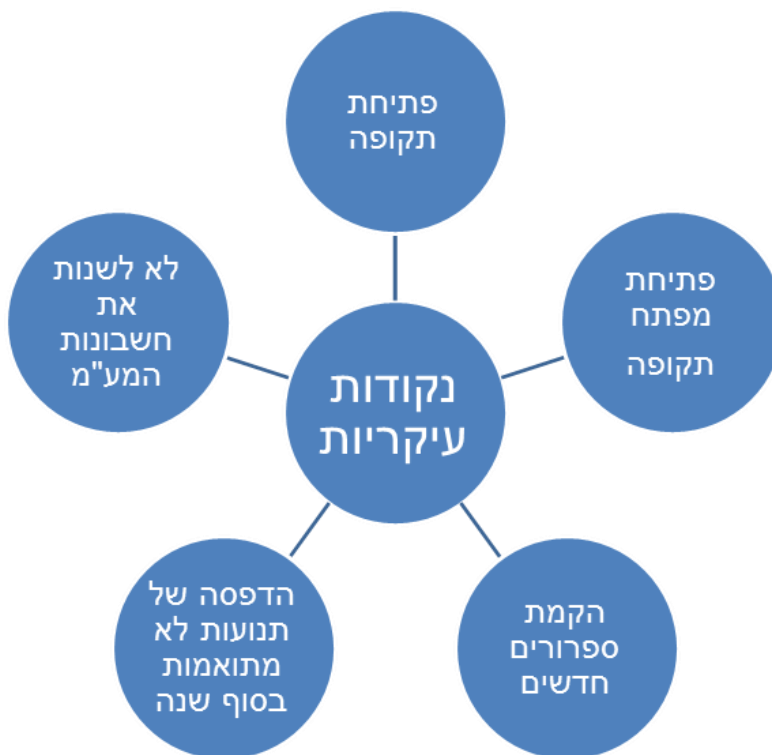 פתיחת
תקופה
פתיחת
מפתח
תקופה
הקמת
ספרורים
חדשים
הדפסה של
תנועות לא
מתואמות
בסוף שנה
לא לשנות
את
חשבונות
המע"מ
נקודות
עיקריות